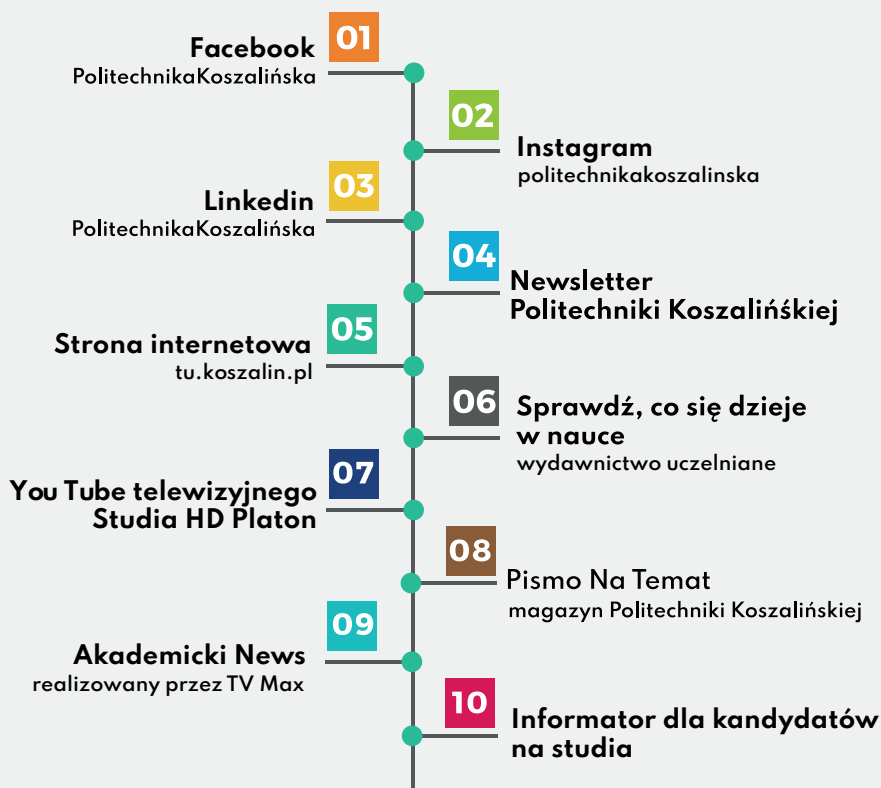 01
Facebook
PolitechnikaKoszalińska
02
Instagram
politechnikakoszalinska
03
Linkedin
PolitechnikaKoszalińska
04
Newsletter
Politechniki Koszalińśkiej
05
Strona internetowa
tu.koszalin.pl
06
Sprawdź, co się dzieje
w nauce
wydawnictwo uczelniane
07
You Tube telewizyjnego
Studia HD Platon
08
Pismo Na Temat
magazyn Politechniki Koszalińskiej
09
Akademicki News
realizowany przez TV Max
10
Informator dla kandydatów
na studia